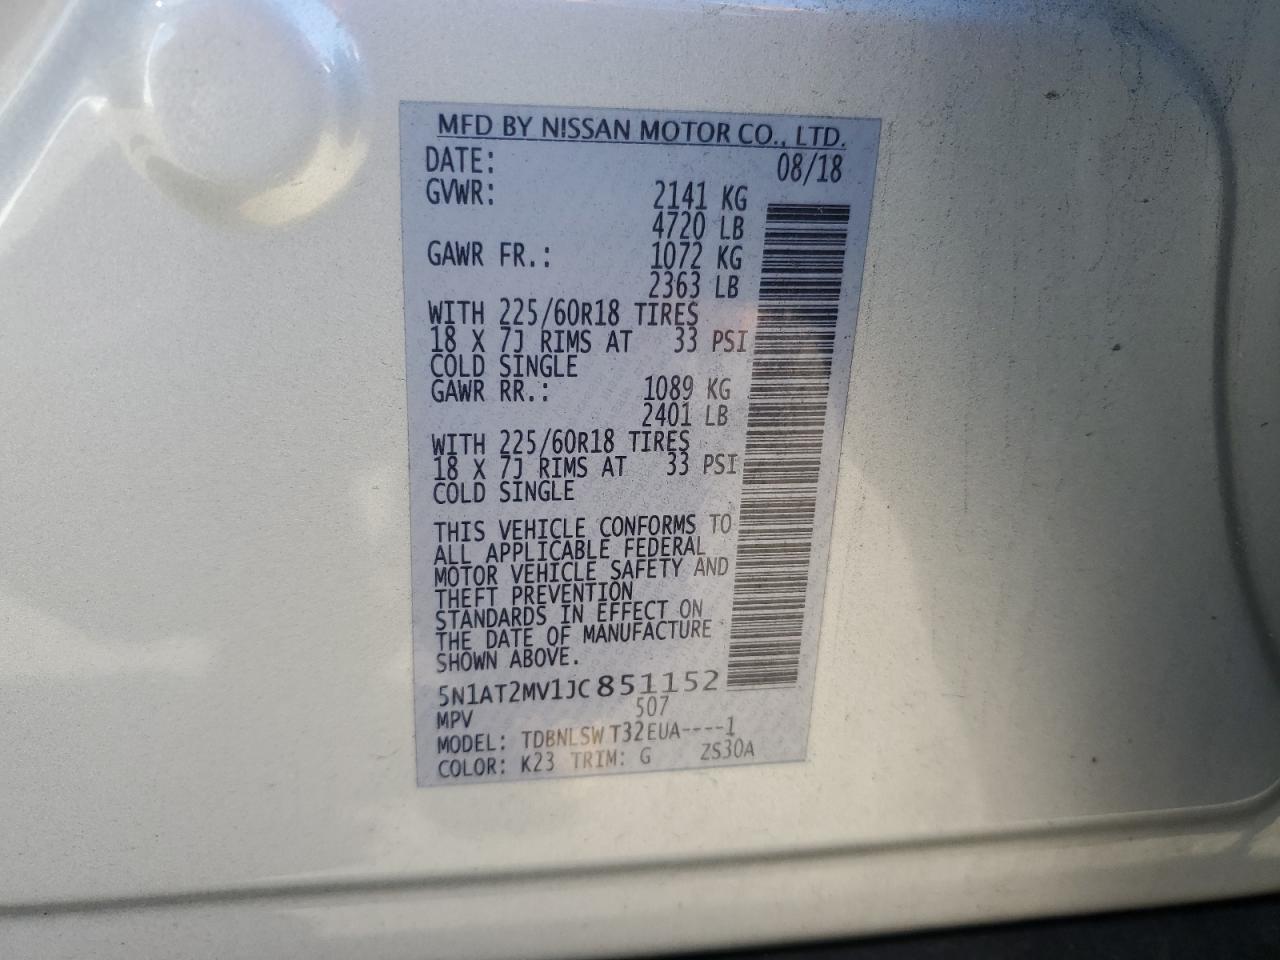 MFD BY NISSAN MOTOR CO., LTD.
DATE: 08/18
GVWR: 2141 KG
4720 LB
GAWR FR.: 1072 KG
2363 LB
WITH 225/60R18 TIRES
18 X 7J RIMS AT 33 PSI
COLD SINGLE
GAWR RR.: 1089 KG
2401 LB
WITH 225/60R18 TIRES
18 X 7J RIMS AT 33 PSI
COLD SINGLE
THIS VEHICLE CONFORMS TO
ALL APPLICABLE FEDERAL
MOTOR VEHICLE SAFETY AND
THEFT PREVENTION
STANDARDS IN EFFECT ON
THE DATE OF MANUFACTURE
SHOWN ABOVE.
5N1AT2MV1JC851152
MPV 507
MODEL: TDBNLSW T32EUA----1
COLOR: K23 TRIM: G ZS30A